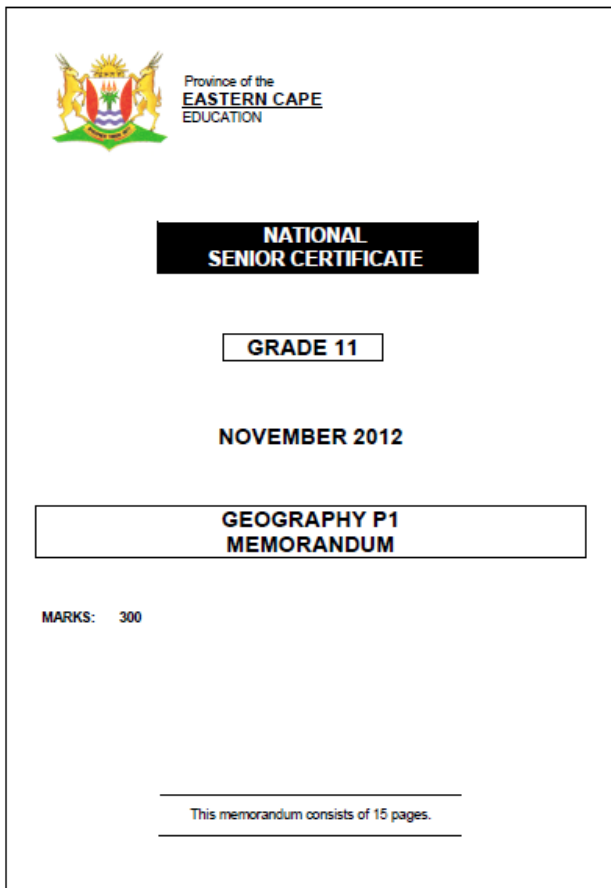 Province of the
EASTERN CAPE
EDUCATION
NATIONAL
SENIOR CERTIFICATE
GRADE 11
NOVEMBER 2012
GEOGRAPHY P1
MEMORANDUM
MARKS: 300
This memorandum consists of 15 pages.